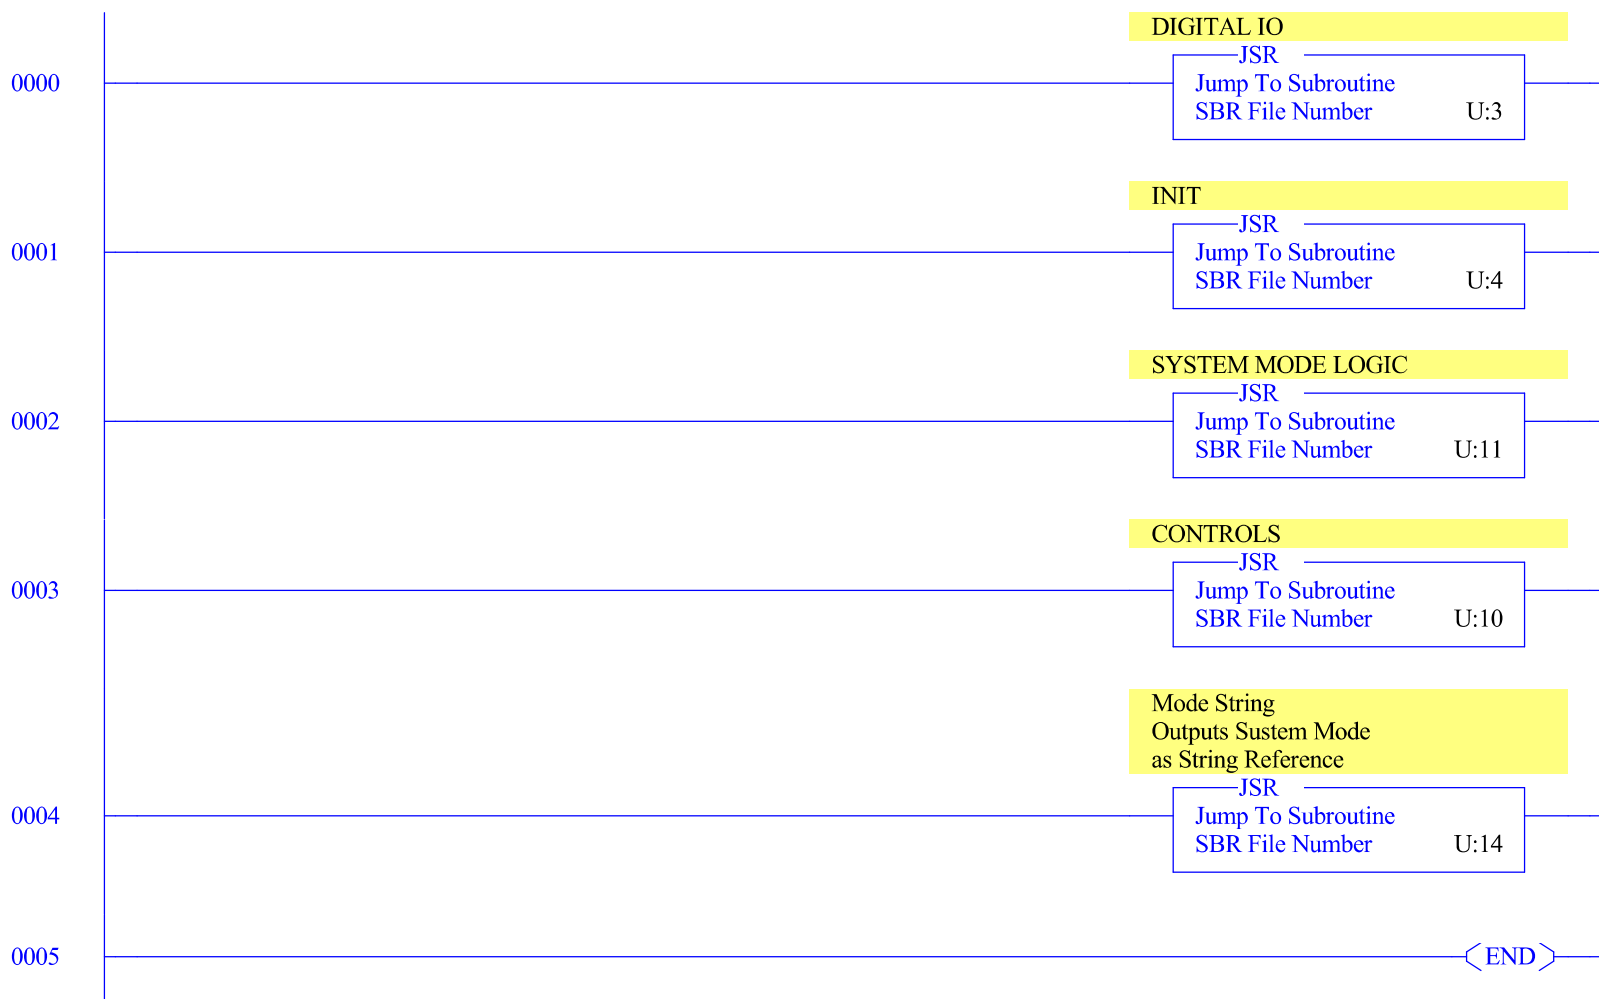 DIGITAL IO
JSR
0000
Jump To Subroutine
SBR File Number U:3
INIT
JSR
0001
Jump To Subroutine
SBR File Number U:4
SYSTEM MODE LOGIC
JSR
0002
Jump To Subroutine
SBR File Number U:11
CONTROLS
JSR
0003
Jump To Subroutine
SBR File Number U:10
Mode String
Outputs Sustem Mode
as String Reference
JSR
0004
Jump To Subroutine
SBR File Number U:14
0005
END